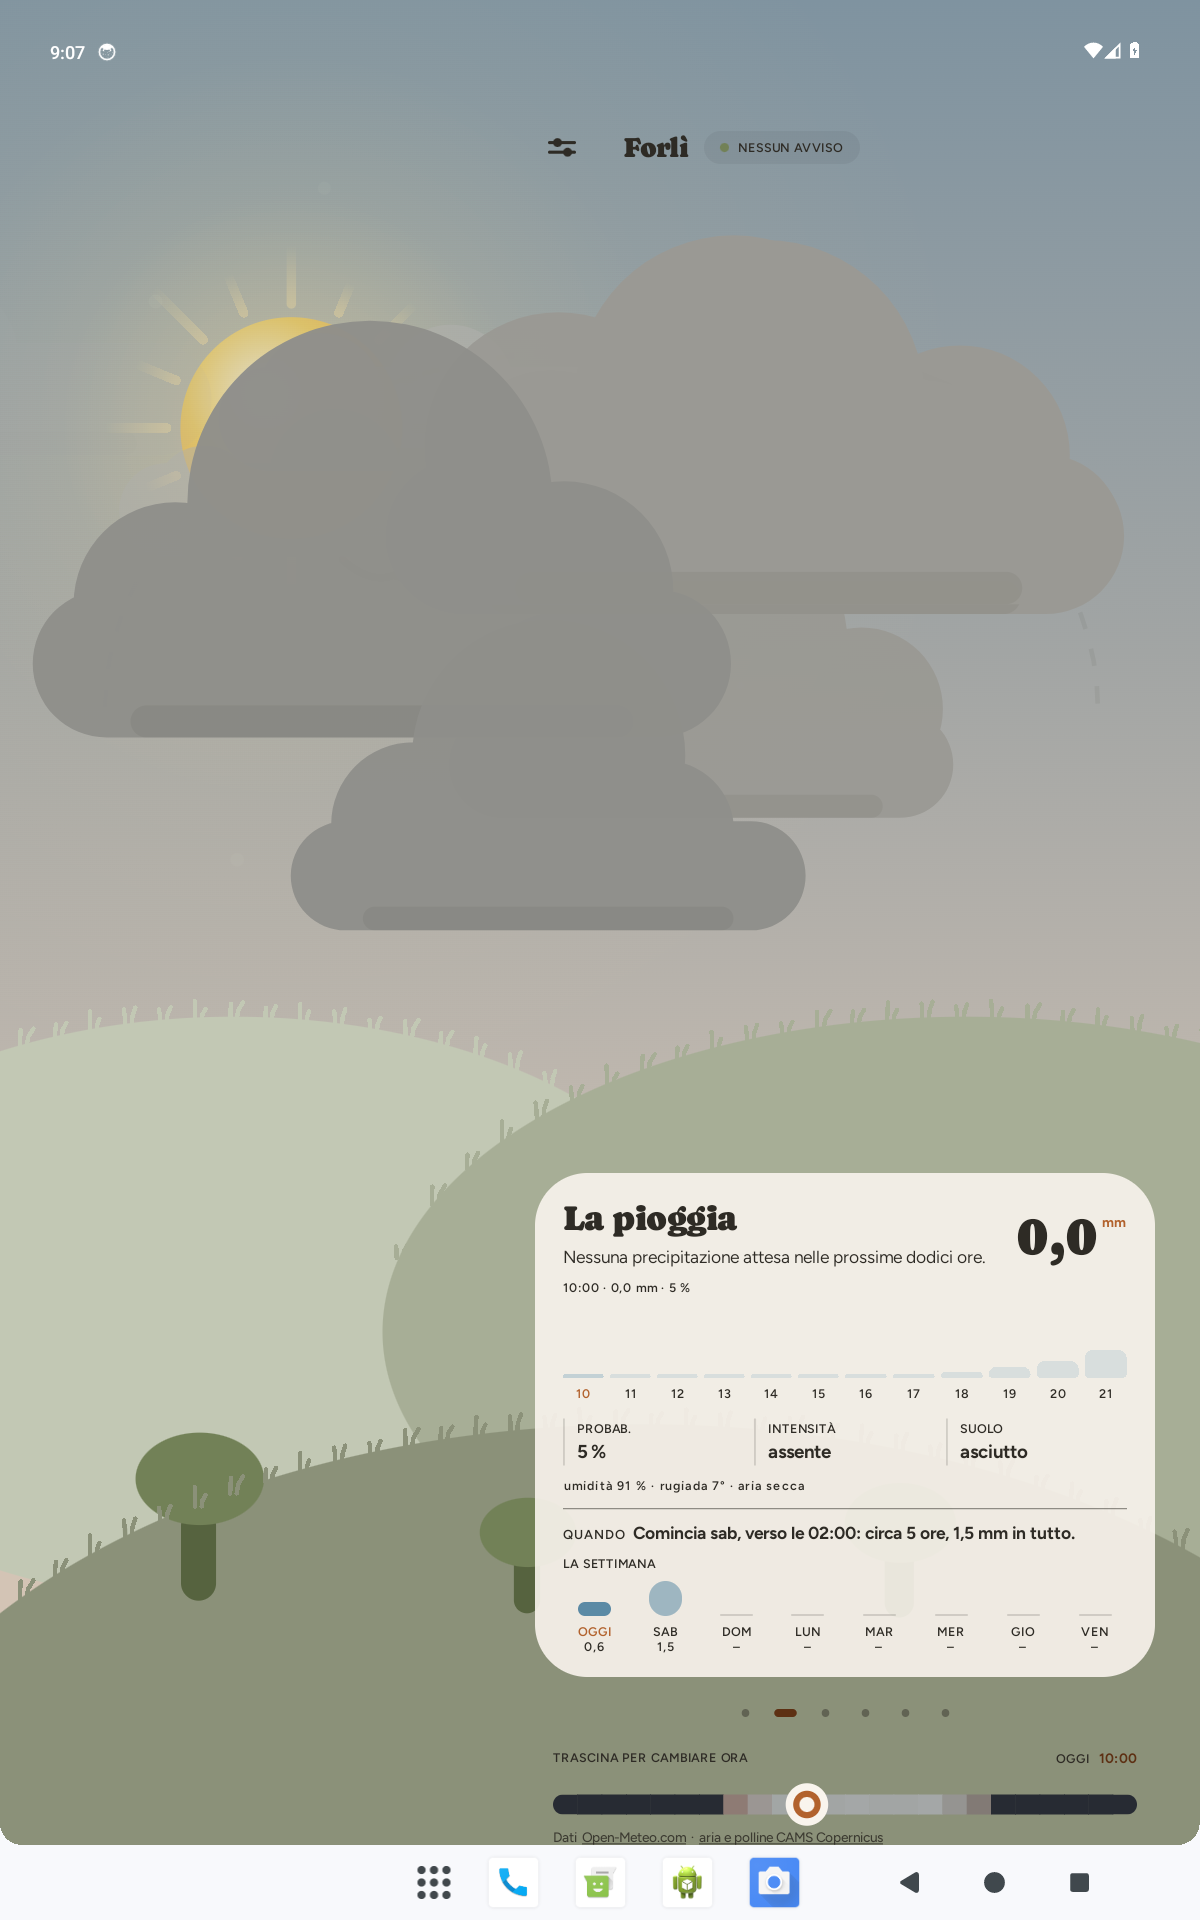 9:07
Forlì
NESSUN AVVISO
La pioggia
0,0 mm
Nessuna precipitazione attesa nelle prossime dodici ore.
10:00 · 0,0 mm · 5 %
10 11 12 13 14 15 16 17 18 19 20 21
PROBAB. INTENSITÀ SUOLO
5 % assente asciutto
umidità 91 % · rugiada 7° · aria secca
QUANDO Comincia sab, verso le 02:00: circa 5 ore, 1,5 mm in tutto.
LA SETTIMANA
OGGI SAB DOM LUN MAR MER GIO VEN
0,6 1,5 – – – – – –
TRASCINA PER CAMBIARE ORA OGGI 10:00
Dati Open-Meteo.com · aria e polline CAMS Copernicus